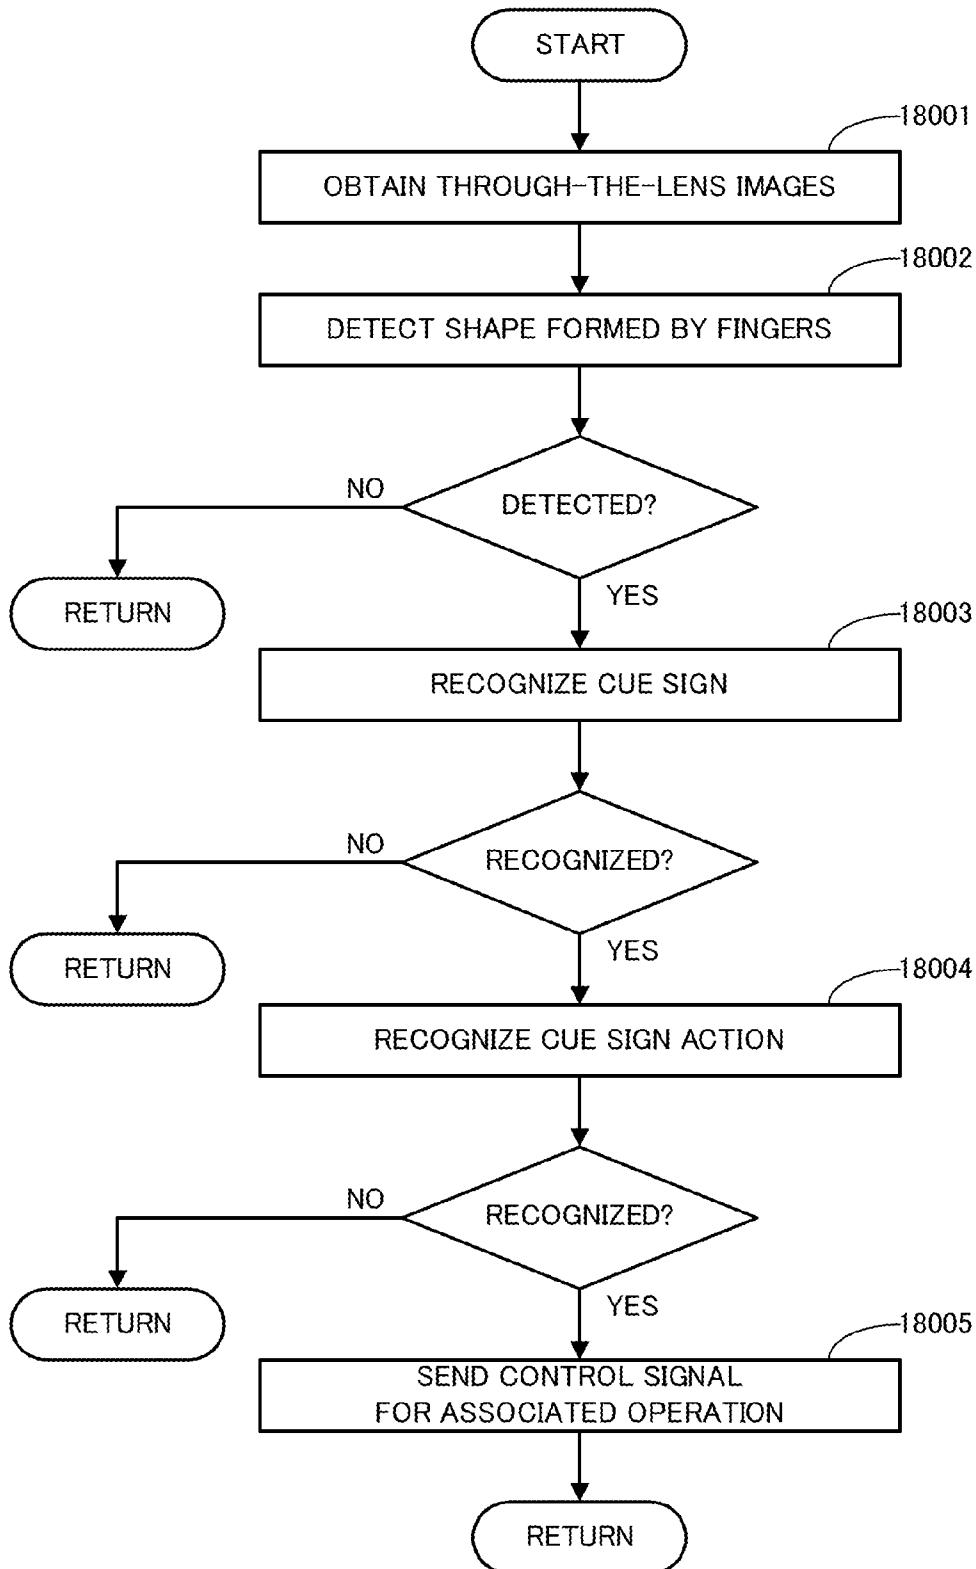 START
18001
OBTAIN THROUGH-THE-LENS IMAGES
18002
DETECT SHAPE FORMED BY FINGERS
NO
DETECTED?
RETURN
YES
18003
RECOGNIZE CUE SIGN
NO
RECOGNIZED?
RETURN
YES
18004
RECOGNIZE CUE SIGN ACTION
NO
RECOGNIZED?
RETURN
YES
18005
SEND CONTROL SIGNAL
FOR ASSOCIATED OPERATION
RETURN